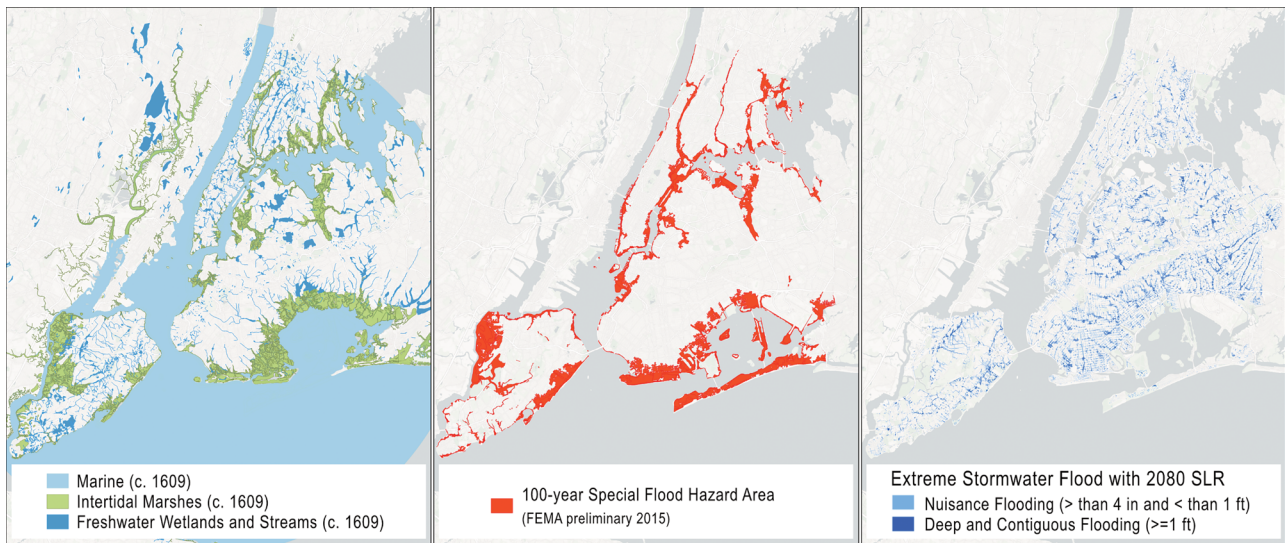 Marine (c. 1609)
Intertidal Marshes (c. 1609)
Freshwater Wetlands and Streams (c. 1609)
100-year Special Flood Hazard Area
(FEMA preliminary 2015)
Extreme Stormwater Flood with 2080 SLR
Nuisance Flooding (> than 4 in and < than 1 ft)
Deep and Contiguous Flooding (>=1 ft)